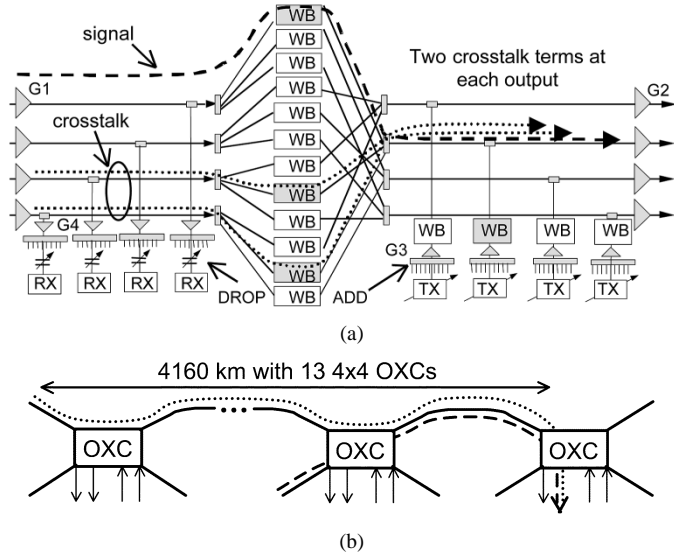 signal
WB
WB
WB
WB
WB
WB
WB
WB
WB
WB
WB
WB
Two crosstalk terms at
each output
G1
G2
crosstalk
G4
RX RX RX RX
DROP
G3
ADD
WB WB WB WB
TX TX TX TX
(a)
4160 km with 13 4x4 OXCs
OXC OXC OXC
(b)